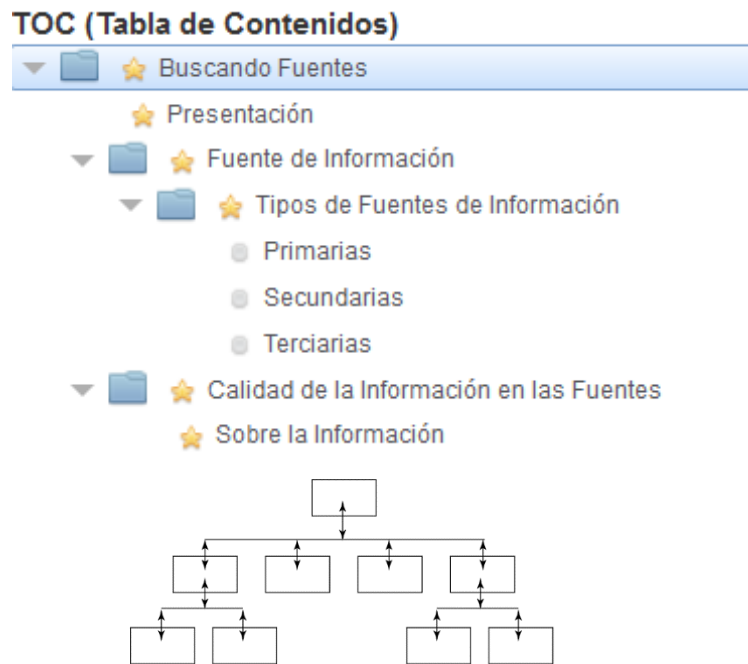 TOC (Tabla de Contenidos)
Buscando Fuentes
Presentación
Fuente de Información
Tipos de Fuentes de Información
Primarias
Secundarias
Terciarias
Calidad de la Información en las Fuentes
Sobre la Información